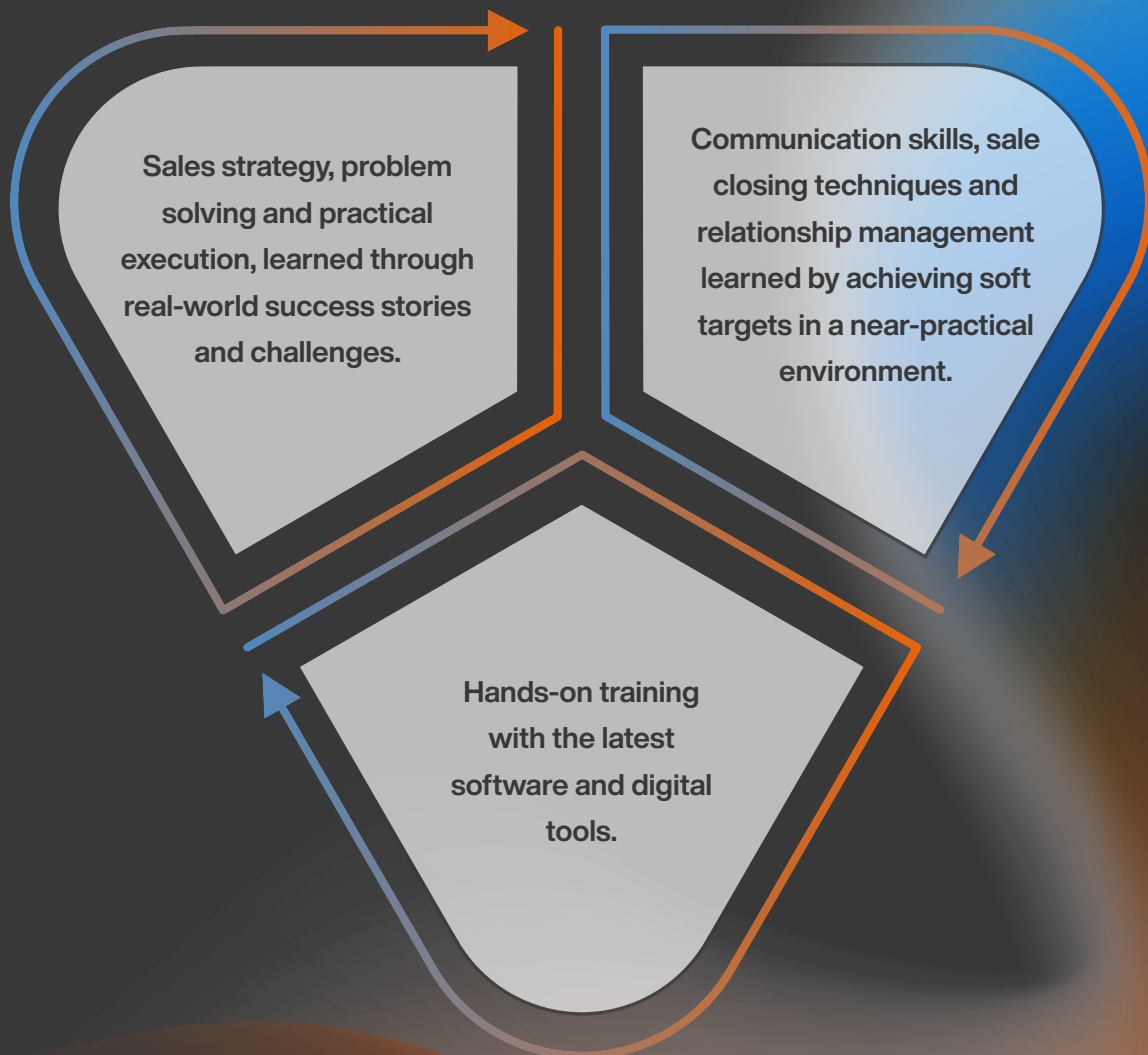 Sales strategy, problem
solving and practical
execution, learned through
real-world success stories
and challenges.
Communication skills, sale
closing techniques and
relationship management
learned by achieving soft
targets in a near-practical
environment.
Hands-on training
with the latest
software and digital
tools.